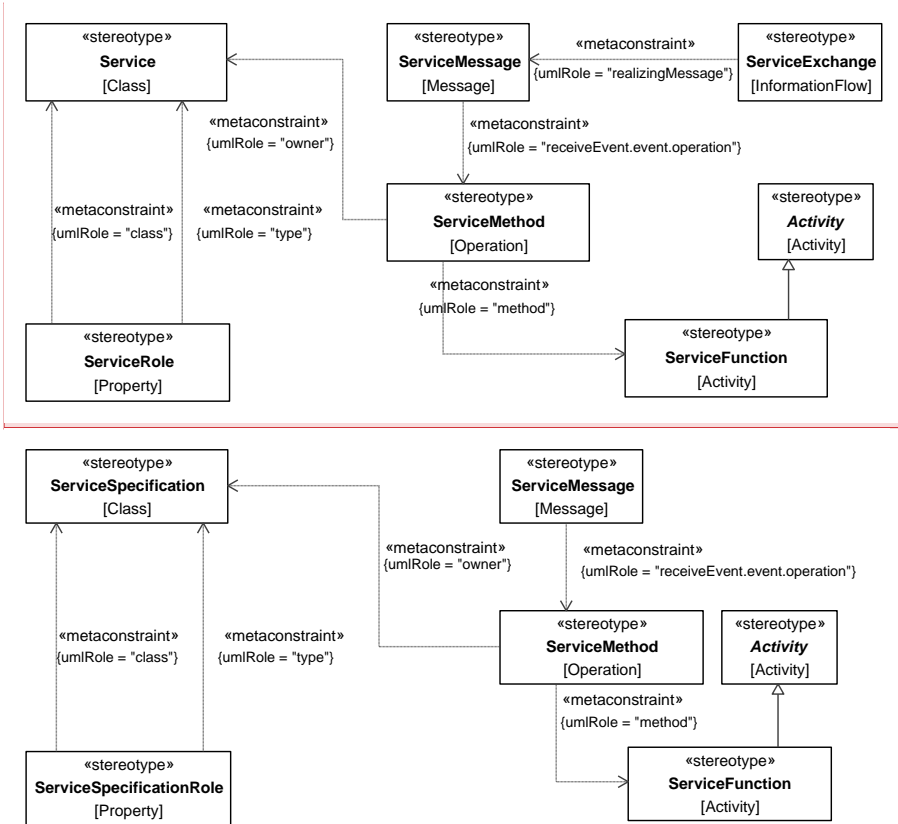 «stereotype»
Service
[Class]
«stereotype»
ServiceMessage
[Message]
«metaconstraint»
{umlRole = "realizingMessage"}
«stereotype»
ServiceExchange
[InformationFlow]
«metaconstraint»
{umlRole = "owner"}
«metaconstraint»
{umlRole = "receiveEvent.event.operation"}
«metaconstraint»
{umlRole = "class"}
«metaconstraint»
{umlRole = "type"}
«stereotype»
ServiceMethod
[Operation]
«stereotype»
Activity
[Activity]
«metaconstraint»
{umlRole = "method"}
«stereotype»
ServiceRole
[Property]
«stereotype»
ServiceFunction
[Activity]
«stereotype»
ServiceSpecification
[Class]
«stereotype»
ServiceMessage
[Message]
«metaconstraint»
{umlRole = "owner"}
«metaconstraint»
{umlRole = "receiveEvent.event.operation"}
«metaconstraint»
{umlRole = "class"}
«metaconstraint»
{umlRole = "type"}
«stereotype»
ServiceMethod
[Operation]
«stereotype»
Activity
[Activity]
«metaconstraint»
{umlRole = "method"}
«stereotype»
ServiceSpecificationRole
[Property]
«stereotype»
ServiceFunction
[Activity]